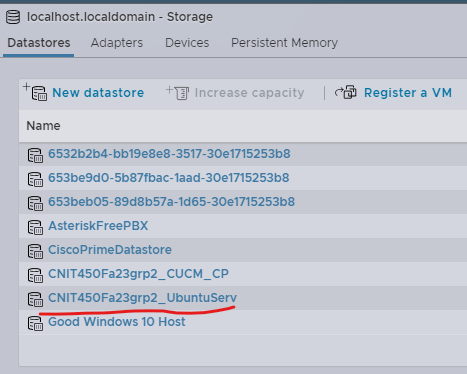 localhost.localdomain - Storage
Datastores Adapters Devices Persistent Memory
New datastore Increase capacity Register a VM
Name
6532b2b4-bb19e8e8-3517-30e1715253b8
653be9d0-5b87fbac-1aad-30e1715253b8
653beb05-89d8b57a-1d65-30e1715253b8
AsteriskFreePBX
CiscoPrimeDatastore
CNIT450Fa23grp2_CUCM_CP
CNIT450Fa23grp2_UbuntuServ
Good Windows 10 Host